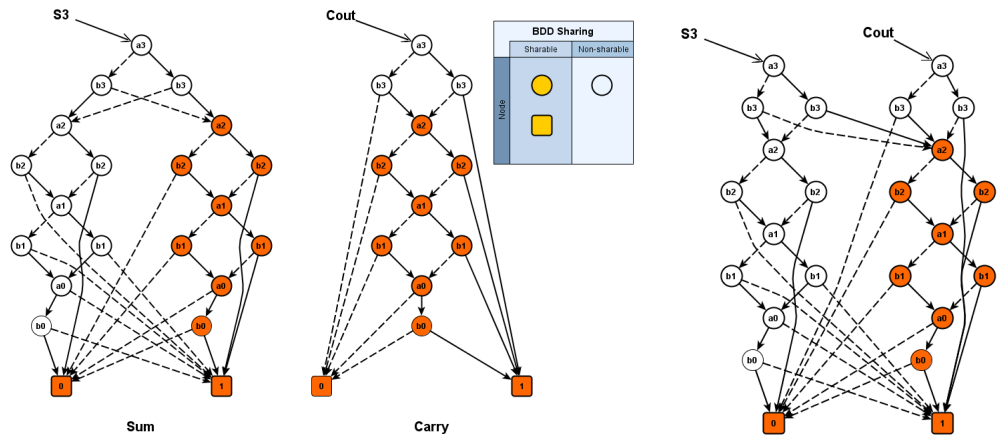 S3
a3
b3
b3
a2
a2
b2
b2
b2
b2
a1
a1
b1
b1
b1
b1
a0
a0
b0
b0
0
1
Sum
Cout
a3
b3
b3
a2
b2
b2
a1
b1
b1
a0
b0
0
1
Carry
BDD Sharing
Sharable
Non-sharable
Node
S3
Cout
a3
a3
b3
b3
b3
b3
a2
a2
b2
b2
b2
b2
a1
a1
b1
b1
b1
b1
a0
a0
b0
b0
0
1